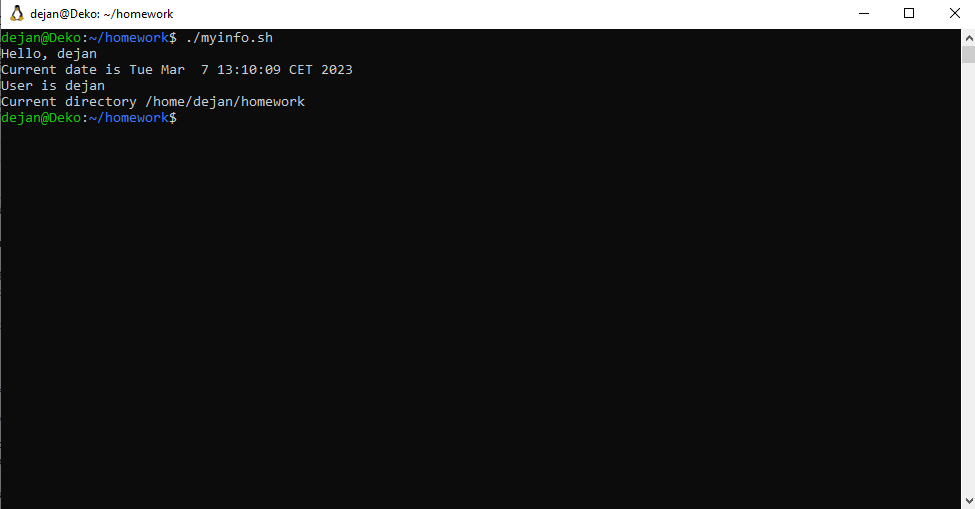 dejan@Deko: ~/homework
dejan@Deko:~/homework$ ./myinfo.sh
Hello, dejan
Current date is Tue Mar  7 13:10:09 CET 2023
User is dejan
Current directory /home/dejan/homework
dejan@Deko:~/homework$